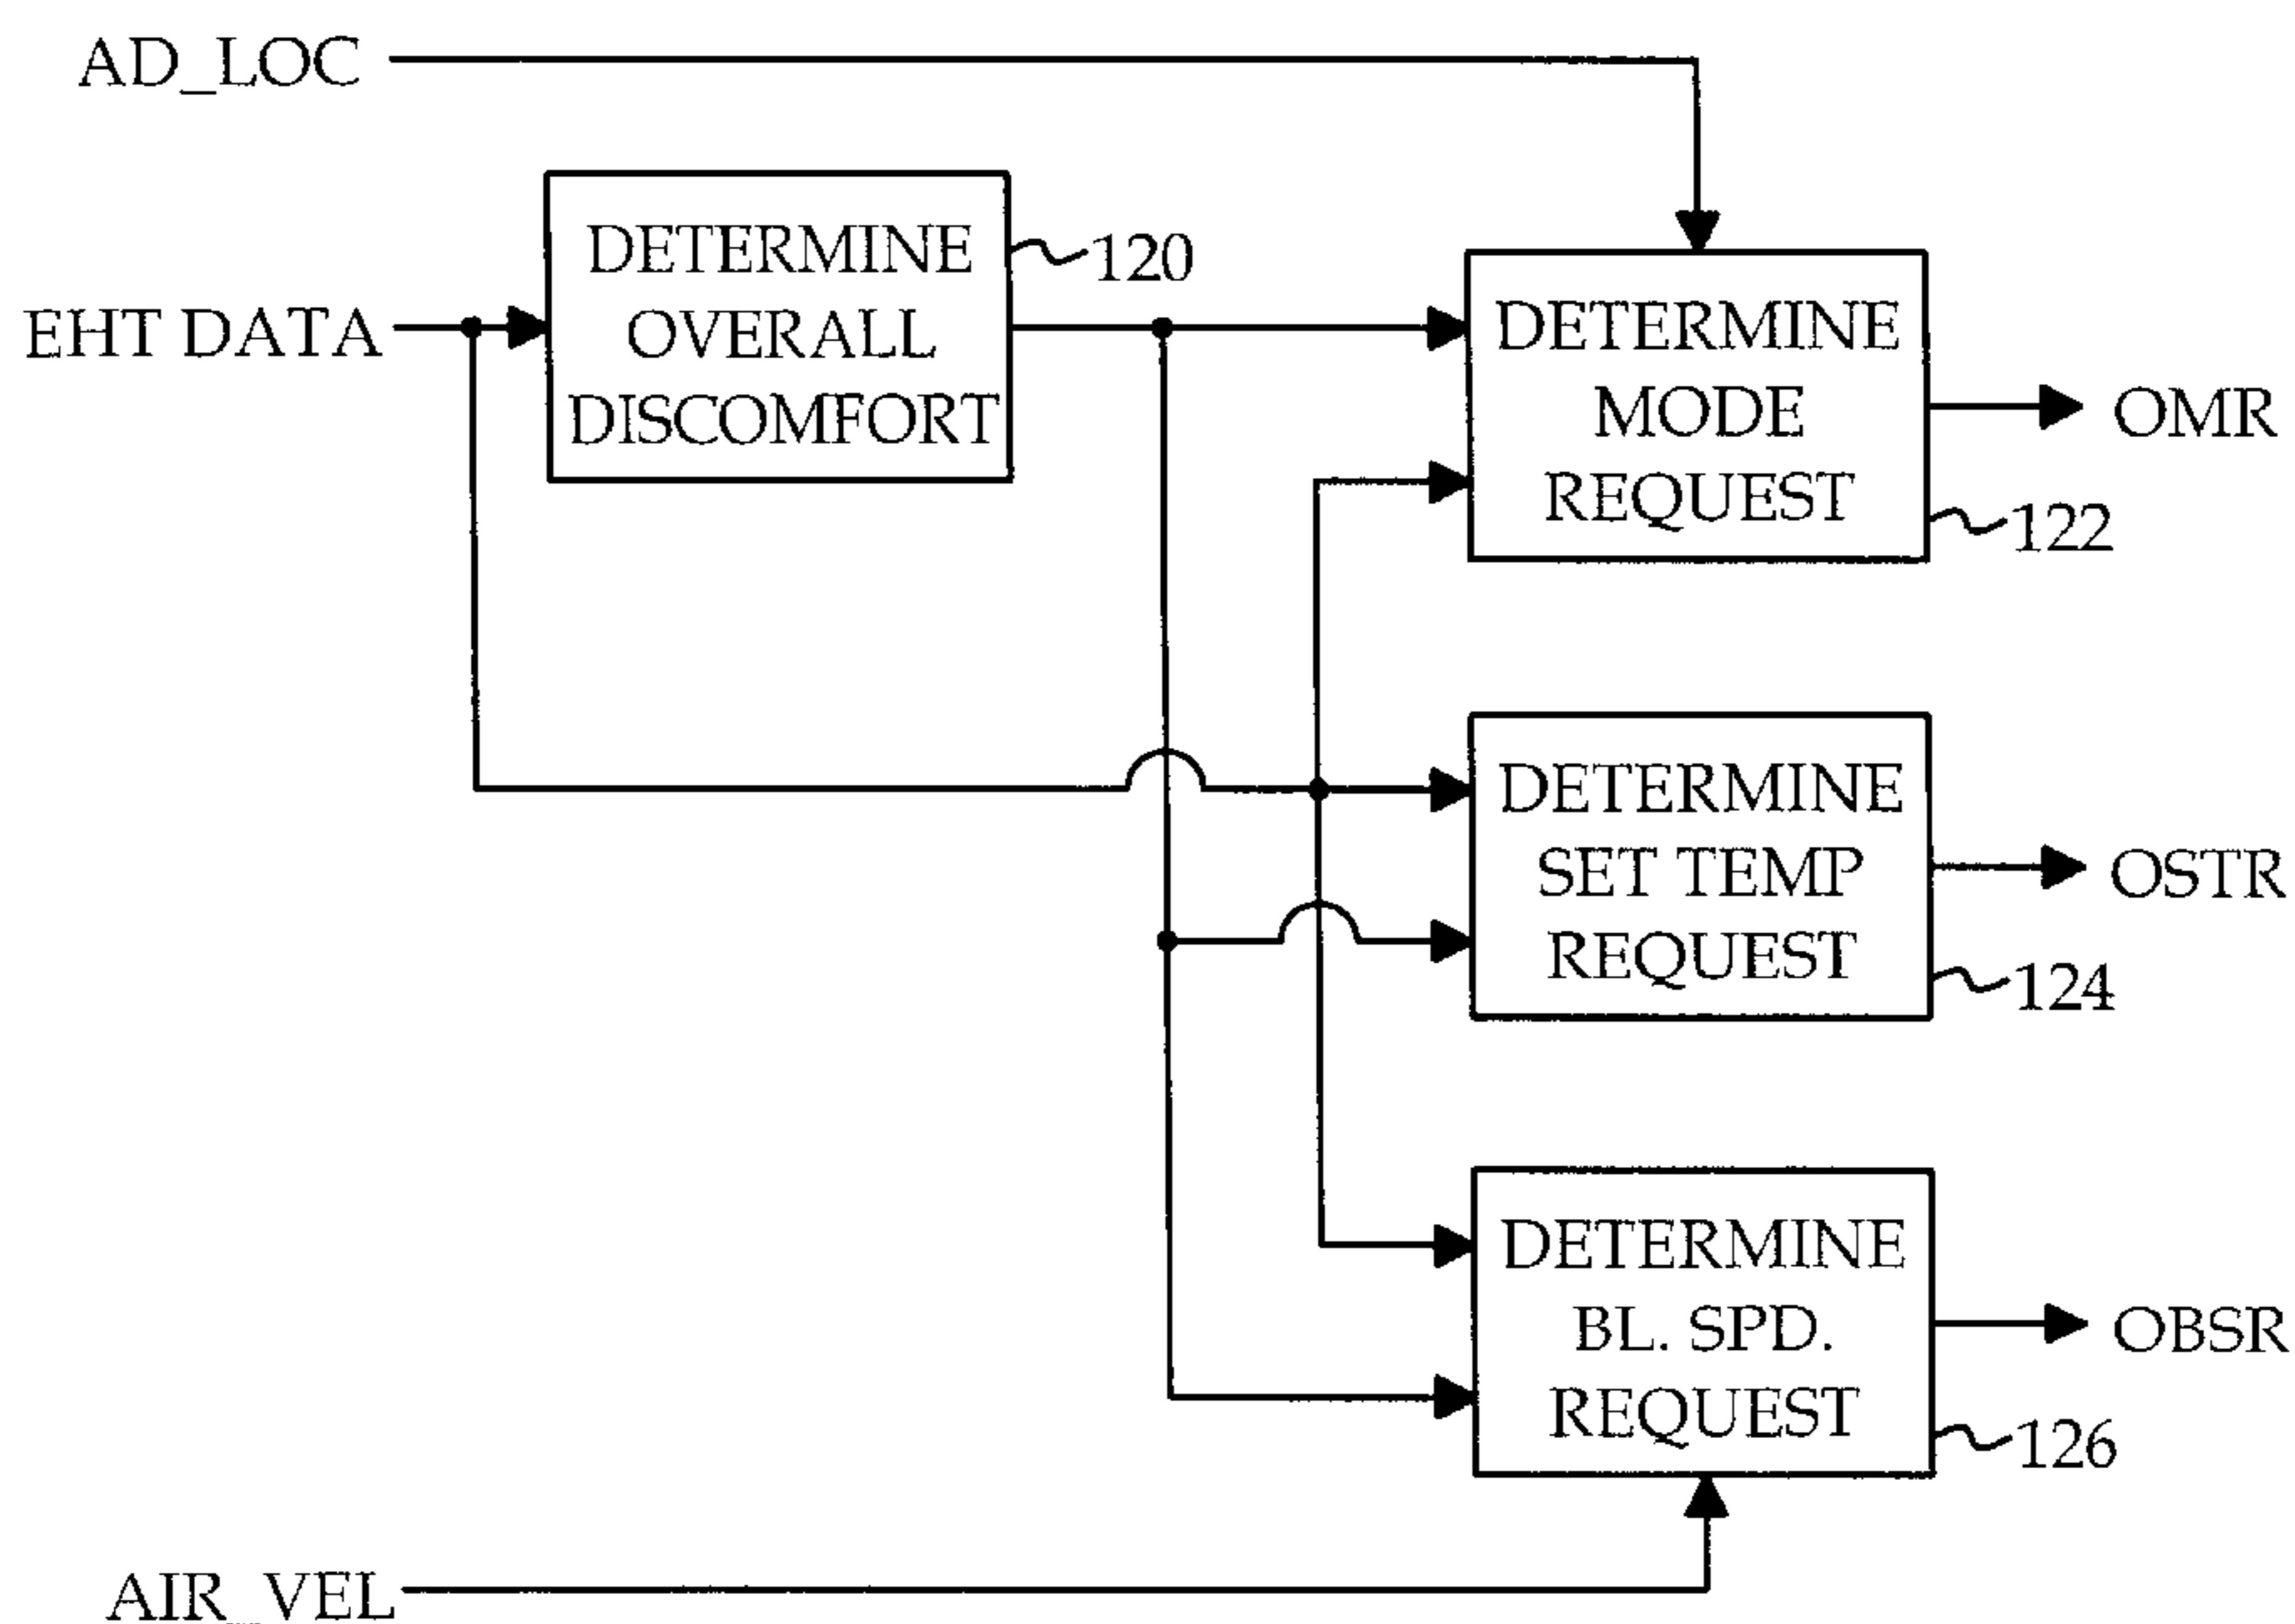 AD_LOC
EHT DATA
DETERMINE
OVERALL
DISCOMFORT
120
DETERMINE
MODE
REQUEST
122
OMR
DETERMINE
SET TEMP
REQUEST
124
OSTR
DETERMINE
BL. SPD.
REQUEST
126
OBSR
AIR_VEL